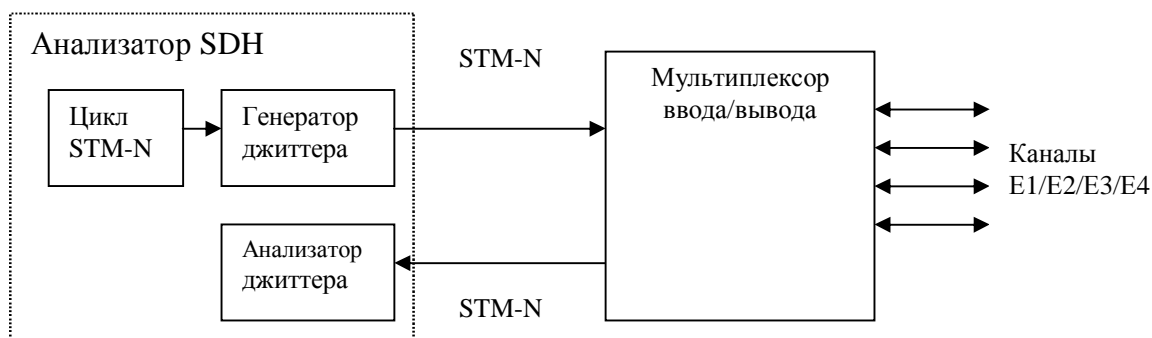 Анализатор SDH
STM-N
Цикл
STM-N
Генератор
джиттера
Мультиплексор
ввода/вывода
Каналы
E1/E2/E3/E4
Анализатор
джиттера
STM-N